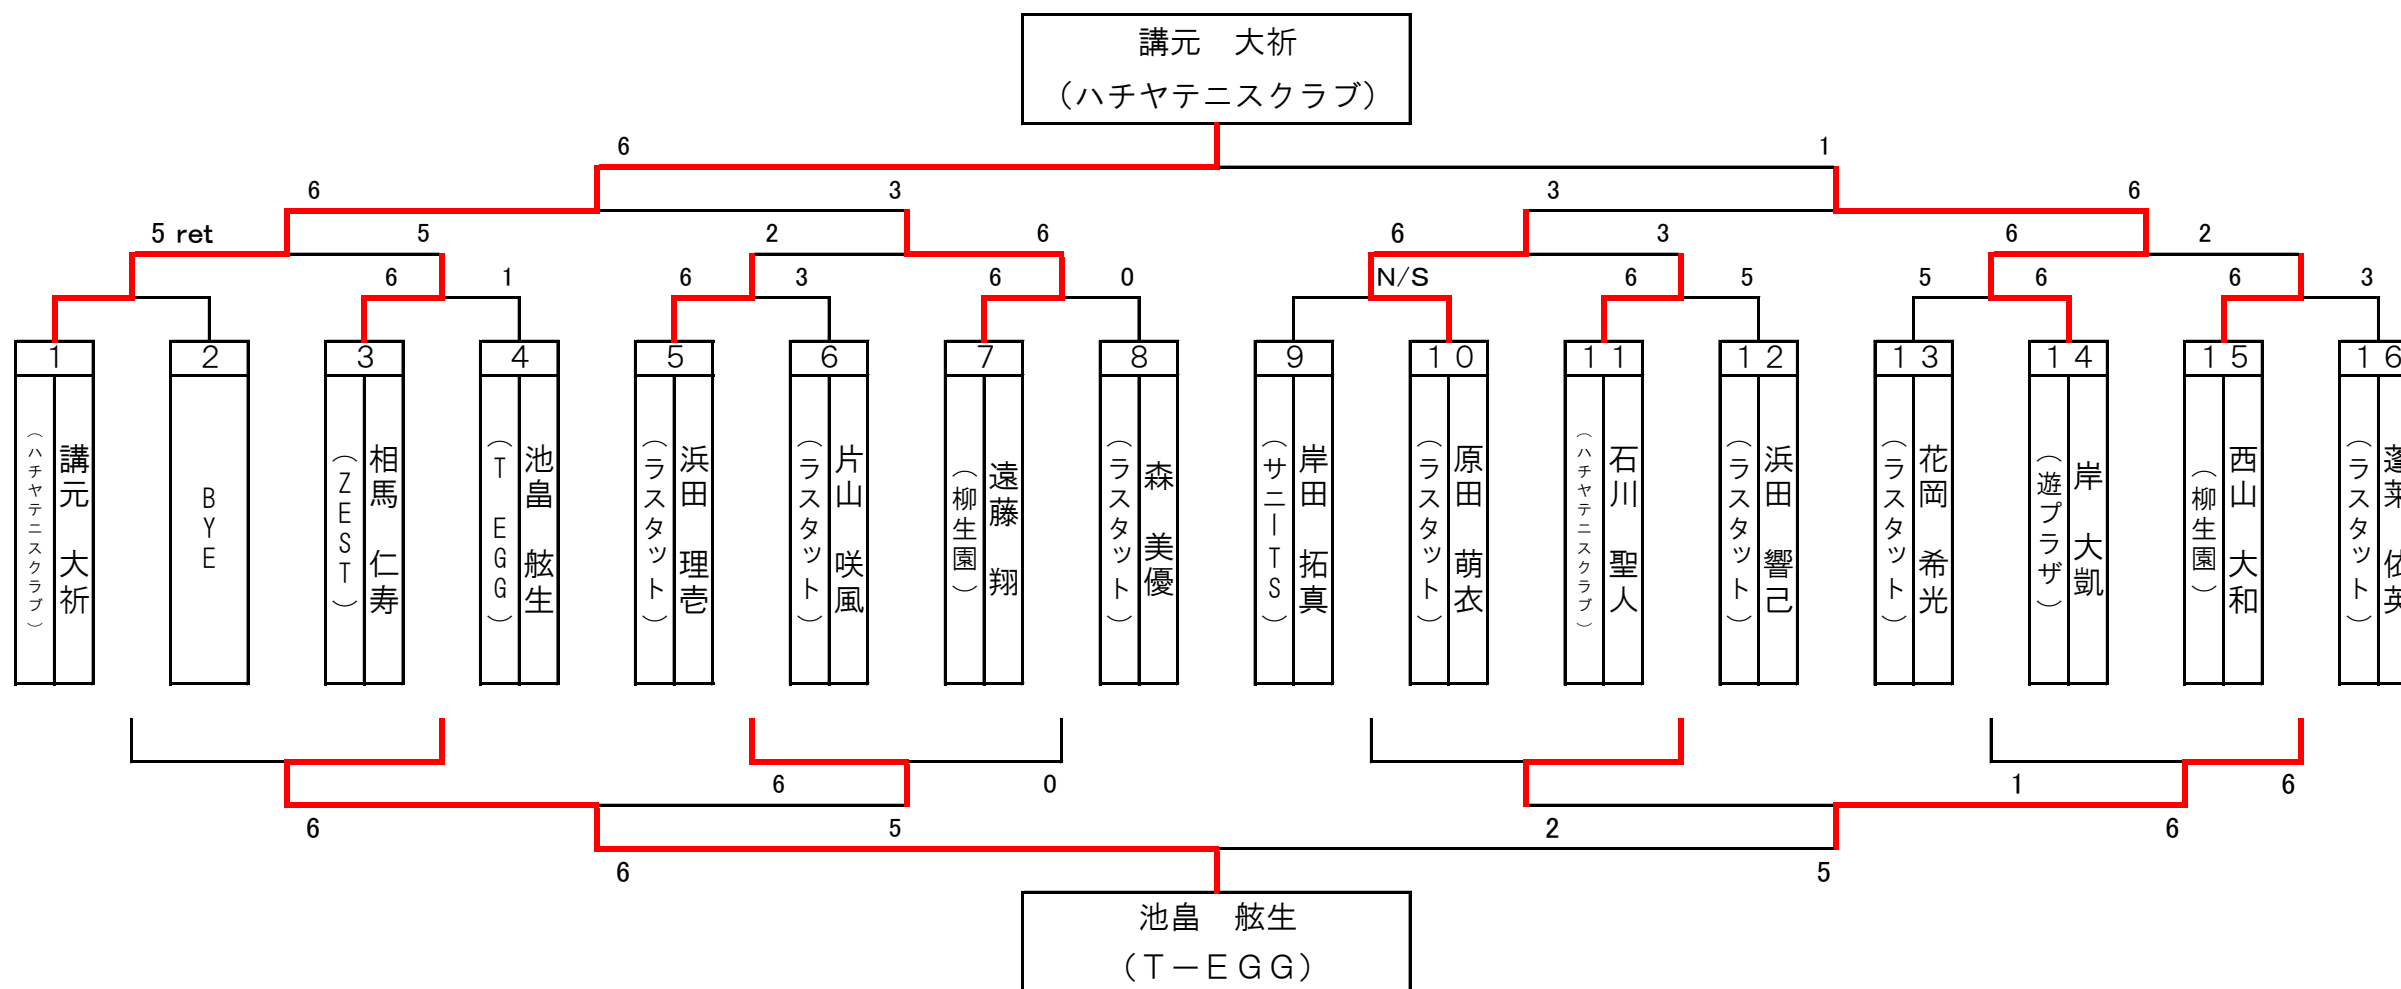 講元　大祈
（ハチヤテニスクラブ）
6 1
6 3 3 6
5 ret 5 2 6 6 3 6 2
6 1 6 3 6 0 N/S 6 5 5 6 6 3
1 2 3 4 5 6 7 8 9 10 11 12 13 14 15 16
講元　大祈
（ハチヤテニスクラブ）
BYE
相馬　仁寿
（ZEST）
池畠　舷生
（T EGG）
浜田　理壱
（ラスタット）
片山　咲風
（ラスタット）
遠藤　翔
（柳生園）
森　美優
（ラスタット）
岸田　拓真
（サニーTS）
原田　萌衣
（ラスタット）
石川　聖人
（ハチヤテニスクラブ）
浜田　響己
（ラスタット）
花岡　希光
（ラスタット）
岸　大凱
（遊プラザ）
西山　大和
（柳生園）
蓬莱　依英
（ラスタット）
6 0 1 6
6 5 2 6
6 5
池畠　舷生
（T－EGG）